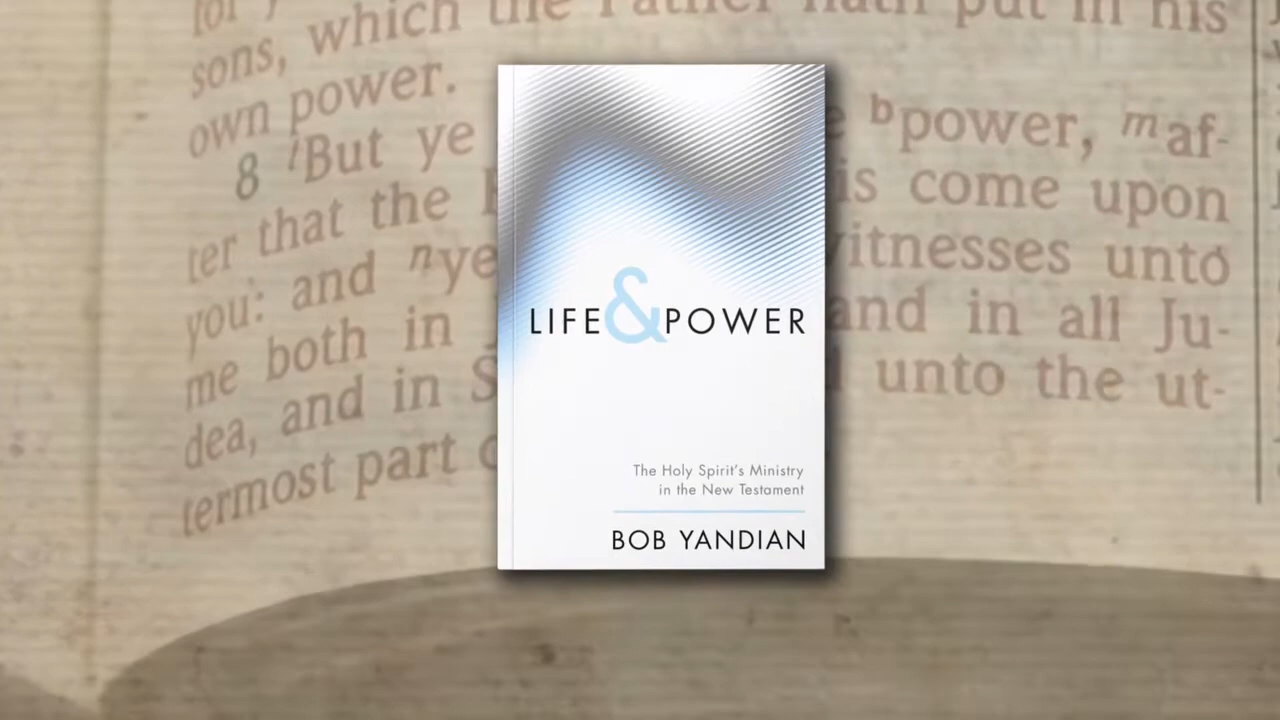 sons, which the Father hath put in his
own power.
8 lBut ye
bpower, maf-
ter that the
is come upon
you: and nye
witnesses unto
me both in
and in all Ju-
dea, and in S
unto the ut-
termost part
LIFE & POWER
The Holy Spirit's Ministry
in the New Testament
BOB YANDIAN